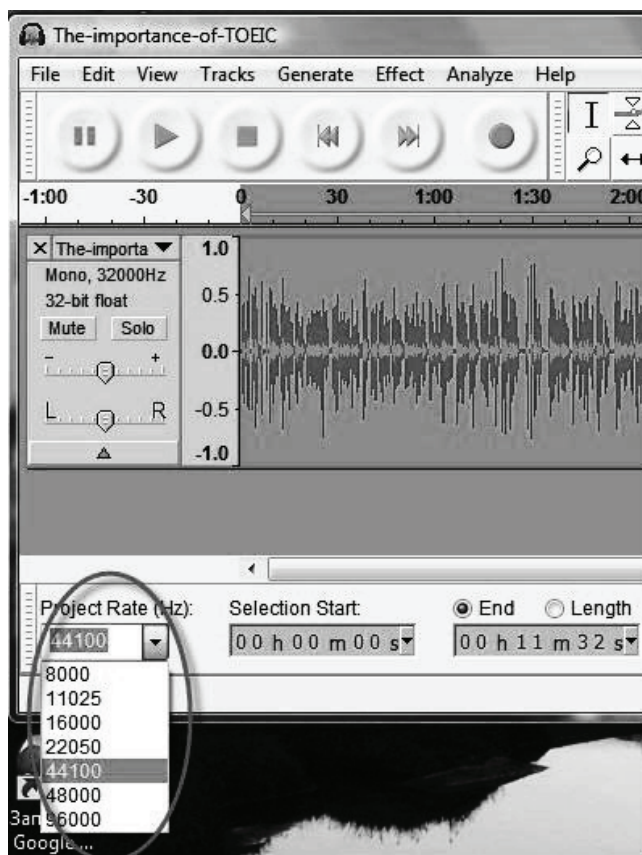 The-importance-of-TOEIC
File Edit View Tracks Generate Effect Analyze Help
-1:00 -30 0 30 1:00 1:30 2:00
The-importa
Mono, 32000Hz
32-bit float
Mute Solo
- +
L R
1.0
0.5
0.0
-0.5
-1.0
Project Rate (Hz): Selection Start: End Length
44100 00 h 00 m 00 s 00 h 11 m 32 s
8000
11025
16000
22050
44100
48000
96000
Зап
Google ...